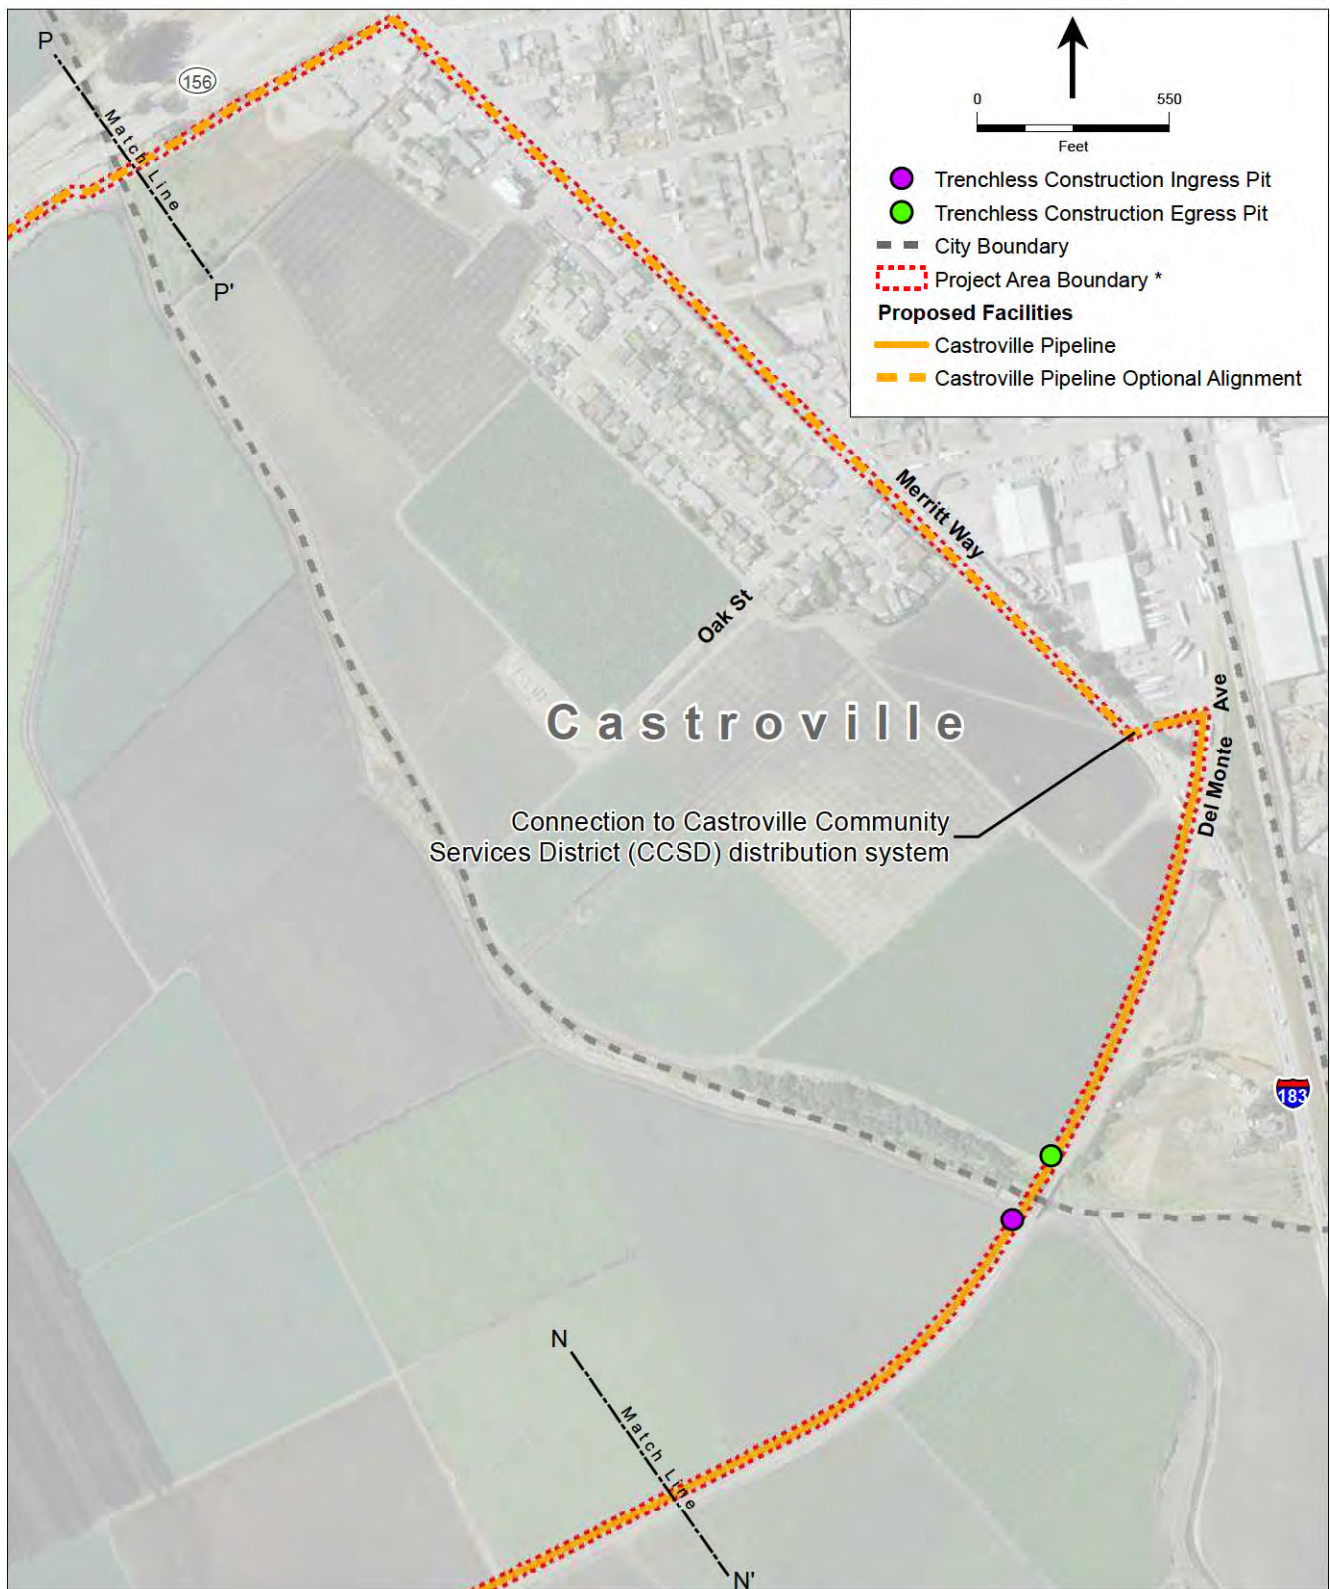 P
156
Match Line
P'
0 550
Feet
Trenchless Construction Ingress Pit
Trenchless Construction Egress Pit
City Boundary
Project Area Boundary *
Proposed Facilities
Castroville Pipeline
Castroville Pipeline Optional Alignment
Merritt Way
Oak St
Castroville
Del Monte Ave
Connection to Castroville Community
Services District (CCSD) distribution system
183
N
Match Line
N'